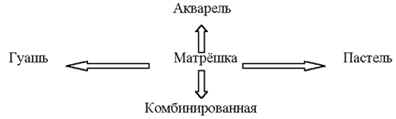 Акварель
Гуашь Матрёшка Пастель
Комбинированная